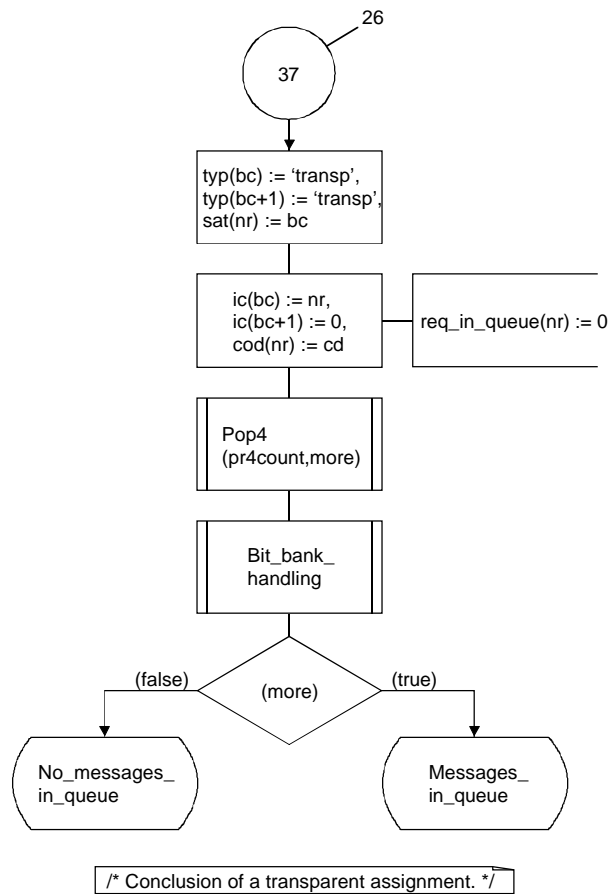 26
37
typ(bc) := ‘transp’,
typ(bc+1) := ‘transp’,
sat(nr) := bc
ic(bc) := nr,
ic(bc+1) := 0,
cod(nr) := cd
req_in_queue(nr) := 0
Pop4
(pr4count,more)
Bit_bank_
handling
(false)
(more)
(true)
No_messages_
in_queue
Messages_
in_queue
/* Conclusion of a transparent assignment. */